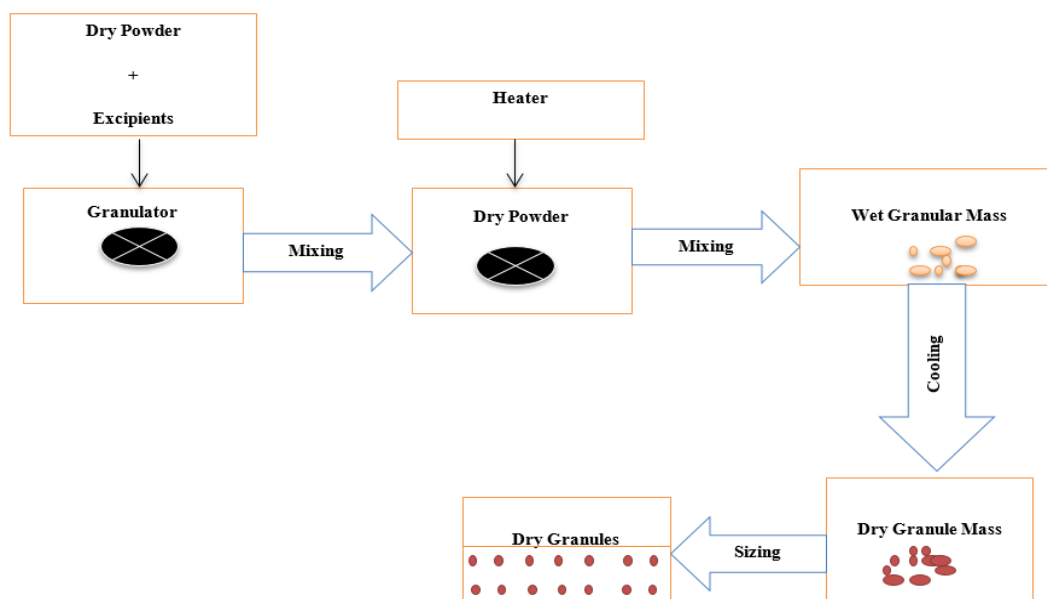 Dry Powder
+
Excipients
Heater
Granulator
Mixing
Dry Powder
Mixing
Wet Granular Mass
Cooling
Dry Granule Mass
Sizing
Dry Granules